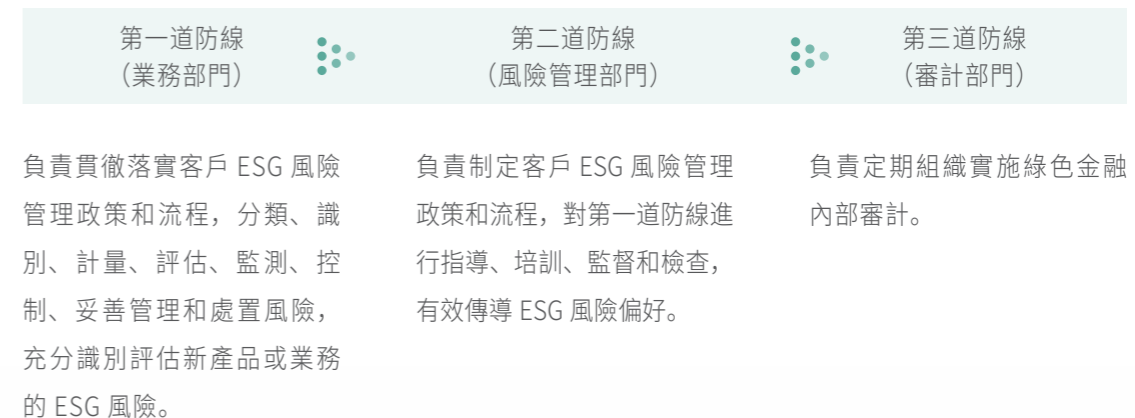 第一道防線
（業務部門）
第二道防線
（風險管理部門）
第三道防線
（審計部門）
負責貫徹落實客戶 ESG 風險
管理政策和流程，分類、識
別、計量、評估、監測、控
制、妥善管理和處置風險，
充分識別評估新產品或業務
的 ESG 風險。
負責制定客戶 ESG 風險管理
政策和流程，對第一道防線進
行指導、培訓、監督和檢查，
有效傳導 ESG 風險偏好。
負責定期組織實施綠色金融
內部審計。